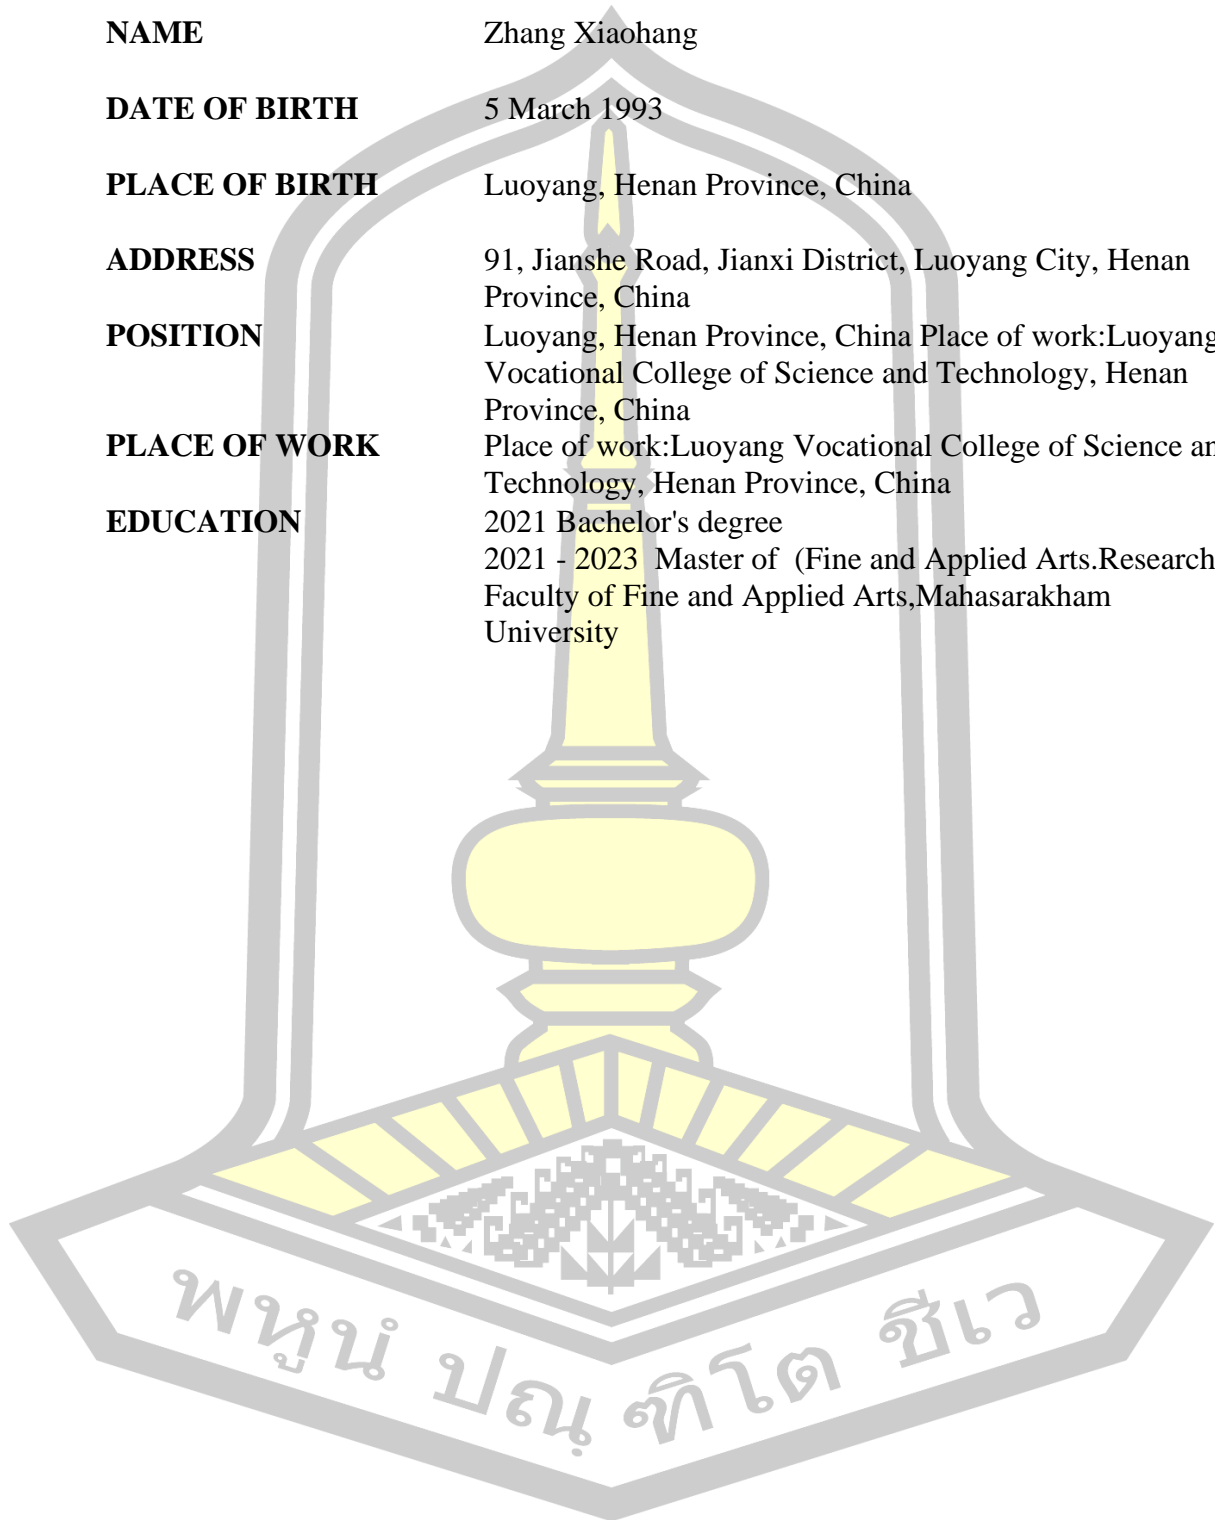 NAME Zhang Xiaohang
DATE OF BIRTH 5 March 1993
PLACE OF BIRTH Luoyang, Henan Province, China
ADDRESS 91, Jianshe Road, Jianxi District, Luoyang City, Henan
Province, China
POSITION Luoyang, Henan Province, China Place of work:Luoyang
Vocational College of Science and Technology, Henan
Province, China
PLACE OF WORK Place of work:Luoyang Vocational College of Science an
Technology, Henan Province, China
EDUCATION 2021 Bachelor's degree
2021 - 2023 Master of (Fine and Applied Arts.Research
Faculty of Fine and Applied Arts,Mahasarakham
University
พหูนํ ปณฺฑิโต ชีเว